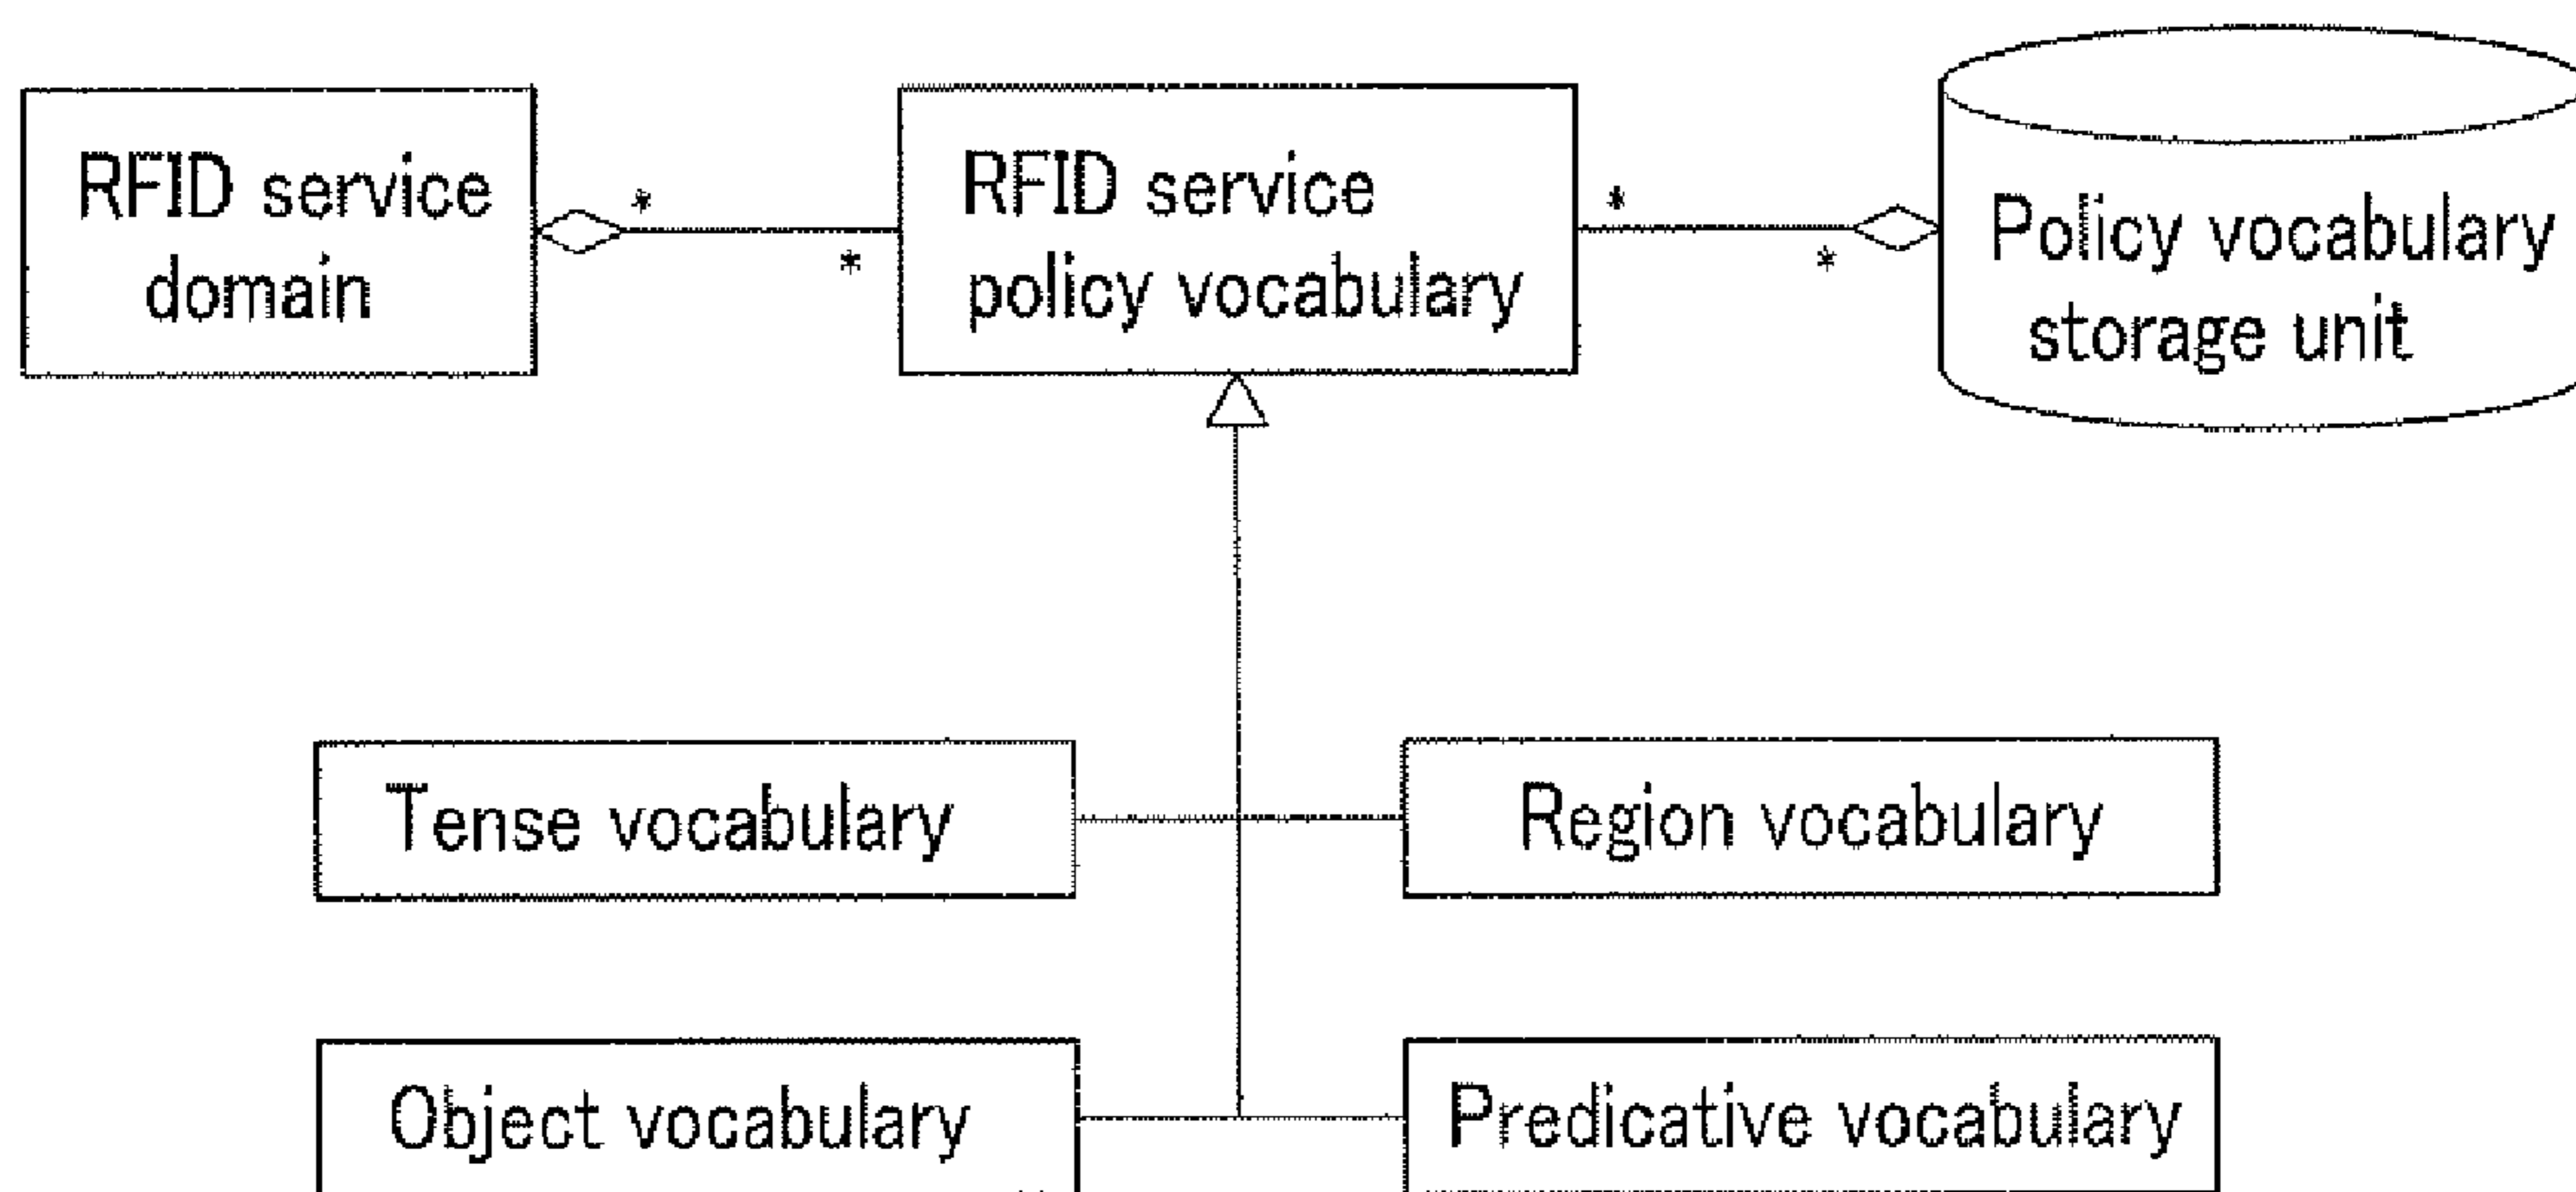 RFID service
domain
*
*
RFID service
policy vocabulary
*
*
Policy vocabulary
storage unit
Tense vocabulary
Region vocabulary
Object vocabulary
Predicative vocabulary